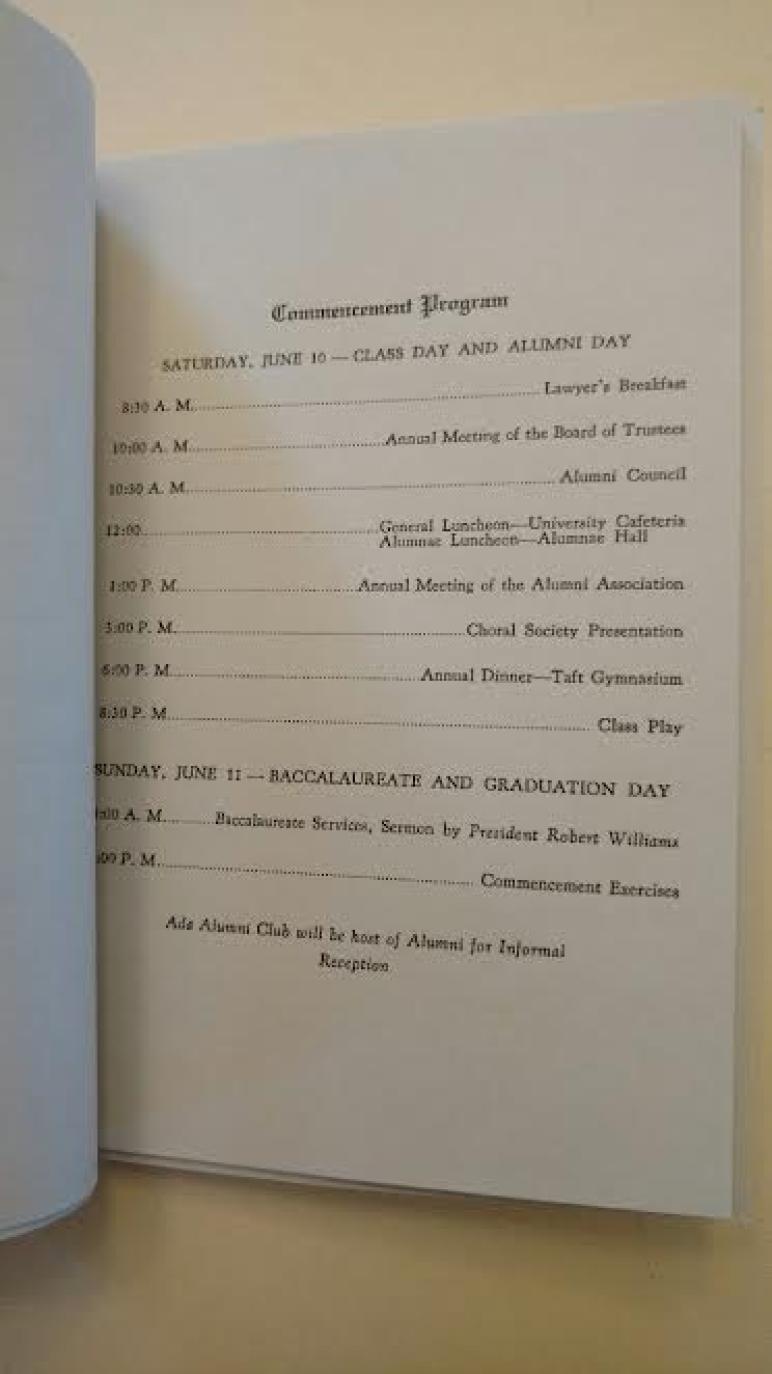 Commencement Program
SATURDAY, JUNE 10 — CLASS DAY AND ALUMNI DAY
8:30 A. M. Lawyer's Breakfast
10:00 A. M. Annual Meeting of the Board of Trustees
10:30 A. M. Alumni Council
12:00 General Luncheon—University Cafeteria
Alumnae Luncheon—Alumnae Hall
1:00 P. M. Annual Meeting of the Alumni Association
3:00 P. M. Choral Society Presentation
6:00 P. M. Annual Dinner—Taft Gymnasium
8:30 P. M. Class Play
SUNDAY, JUNE 11 — BACCALAUREATE AND GRADUATION DAY
:00 A. M. Baccalaureate Services, Sermon by President Robert Williams
:00 P. M. Commencement Exercises
Ada Alumni Club will be host of Alumni for Informal
Reception